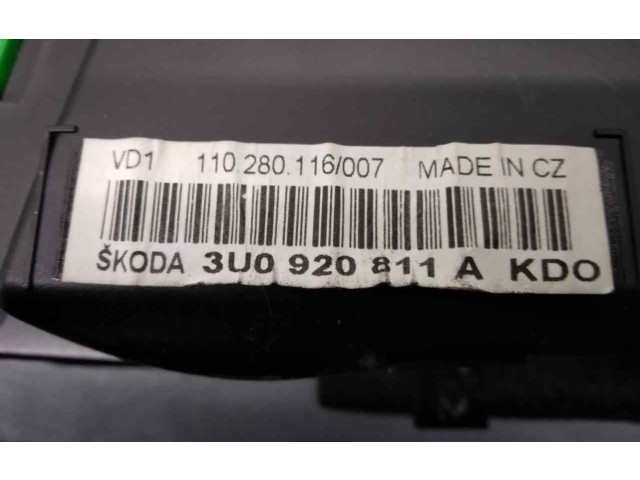 VD1 110.280.116/007 MADE IN CZ
ŠKODA 3U0 920 811 A KDO